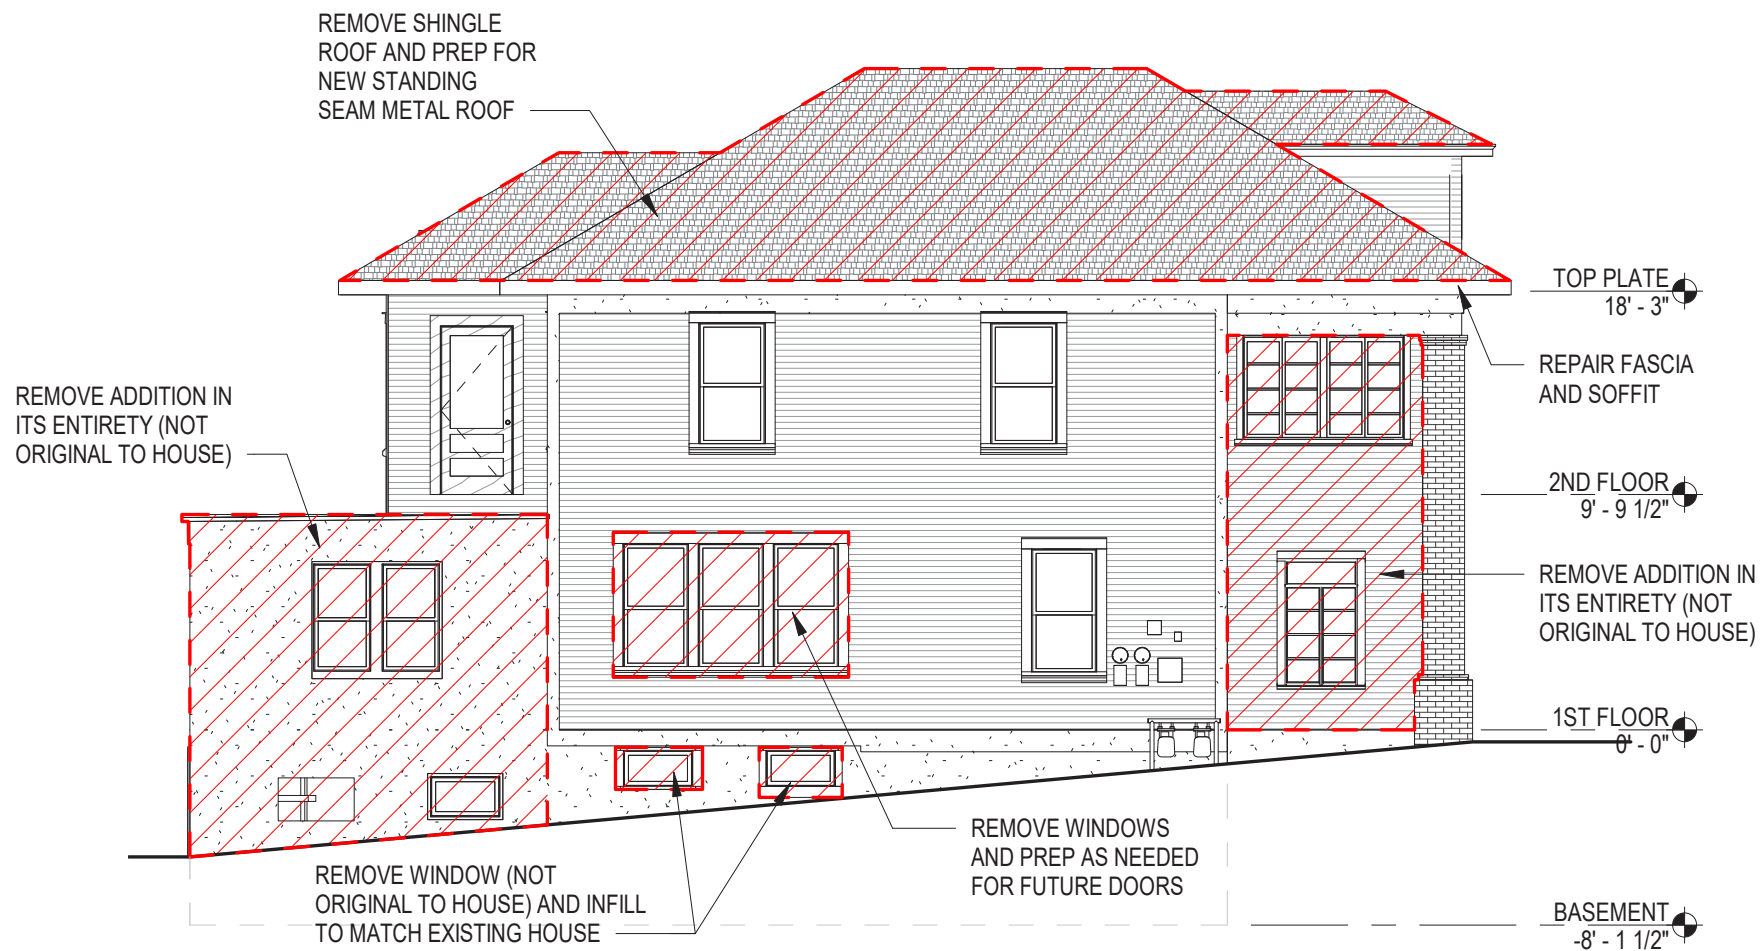 REMOVE SHINGLE
ROOF AND PREP FOR
NEW STANDING
SEAM METAL ROOF
TOP PLATE
18' - 3"
REPAIR FASCIA
AND SOFFIT
REMOVE ADDITION IN
ITS ENTIRETY (NOT
ORIGINAL TO HOUSE)
2ND FLOOR
9' - 9 1/2"
REMOVE ADDITION IN
ITS ENTIRETY (NOT
ORIGINAL TO HOUSE)
1ST FLOOR
0' - 0"
REMOVE WINDOWS
AND PREP AS NEEDED
FOR FUTURE DOORS
REMOVE WINDOW (NOT
ORIGINAL TO HOUSE) AND INFILL
TO MATCH EXISTING HOUSE
BASEMENT
-8' - 1 1/2"